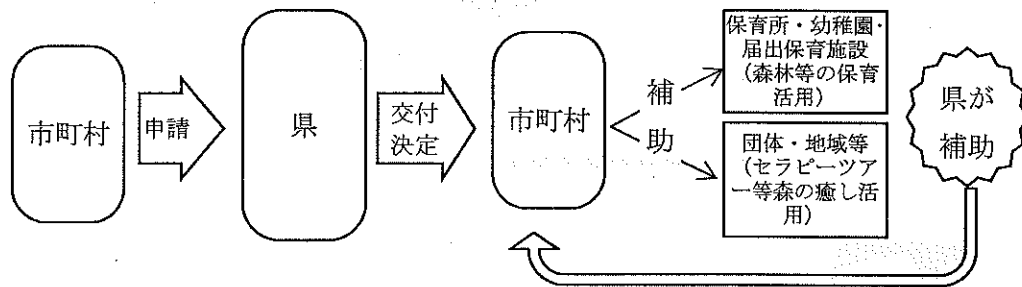 市町村
申請
県
交付
決定
市町村
補
助
保育所・幼稚園・
届出保育施設
(森林等の保育
活用)
団体・地域等
(セラピーツア
ー等森の癒し活
用)
県が
補助